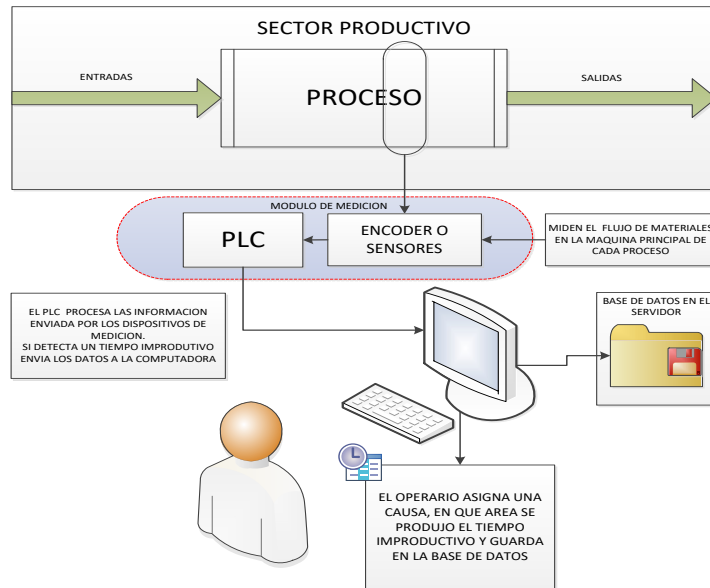 SECTOR PRODUCTIVO
ENTRADAS
PROCESO
SALIDAS
MODULO DE MEDICION
PLC
ENCODER O
SENSORES
MIDEN EL FLUJO DE MATERIALES
EN LA MAQUINA PRINCIPAL DE
CADA PROCESO
EL PLC PROCESA LAS INFORMACION
ENVIADA POR LOS DISPOSITIVOS DE
MEDICION.
SI DETECTA UN TIEMPO IMPRODUTIVO
ENVIA LOS DATOS A LA COMPUTADORA
BASE DE DATOS EN EL
SERVIDOR
EL OPERARIO ASIGNA UNA
CAUSA, EN QUE AREA SE
PRODUJO EL TIEMPO
IMPRODUCTIVO Y GUARDA
EN LA BASE DE DATOS